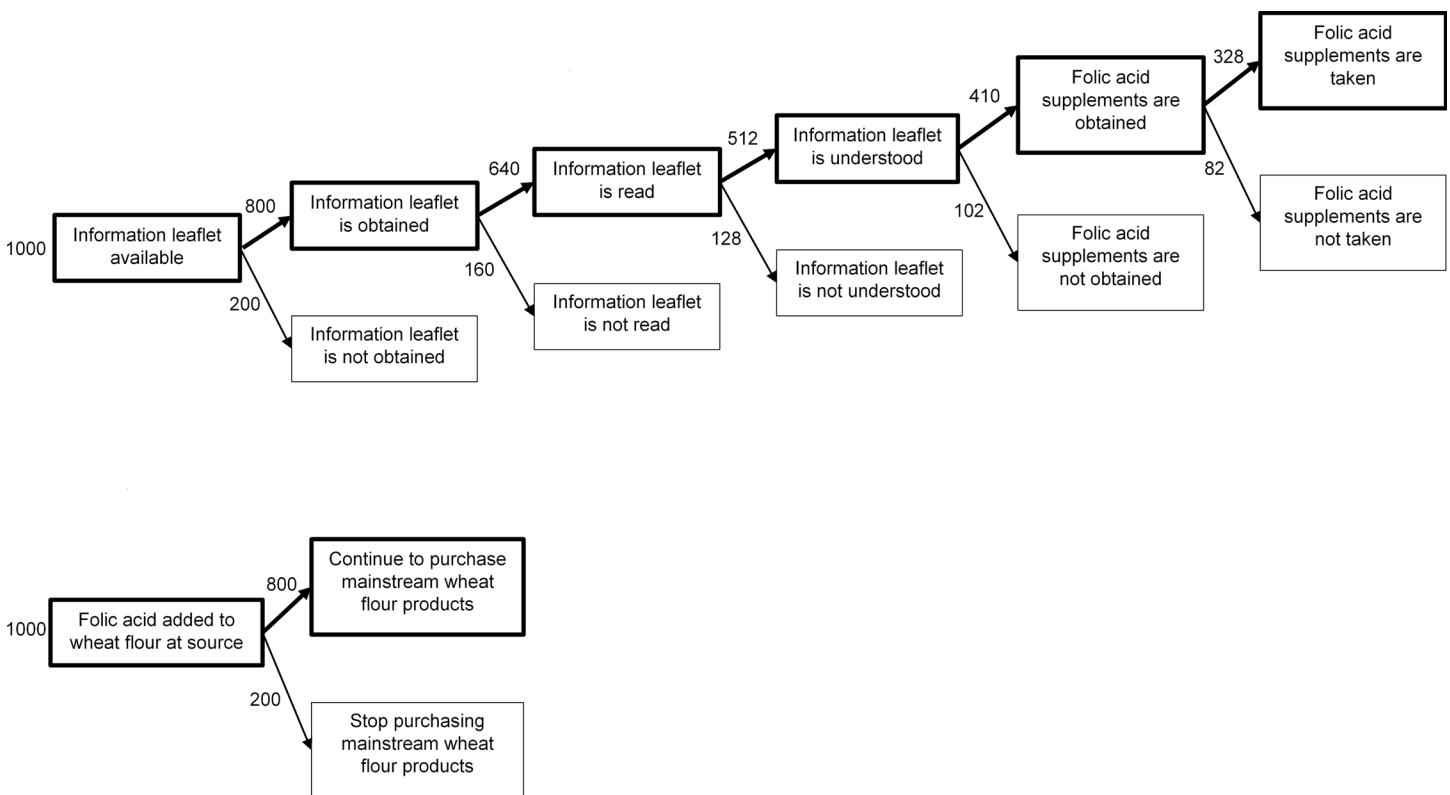 1000
Information leaflet
available
800
200
Information leaflet
is obtained
Information leaflet
is not obtained
640
160
Information leaflet
is read
Information leaflet
is not read
512
128
Information leaflet
is understood
Information leaflet
is not understood
410
102
Folic acid
supplements are
obtained
Folic acid
supplements are
not obtained
328
82
Folic acid
supplements are
taken
Folic acid
supplements are
not taken
1000
Folic acid added to
wheat flour at source
800
200
Continue to purchase
mainstream wheat
flour products
Stop purchasing
mainstream wheat
flour products